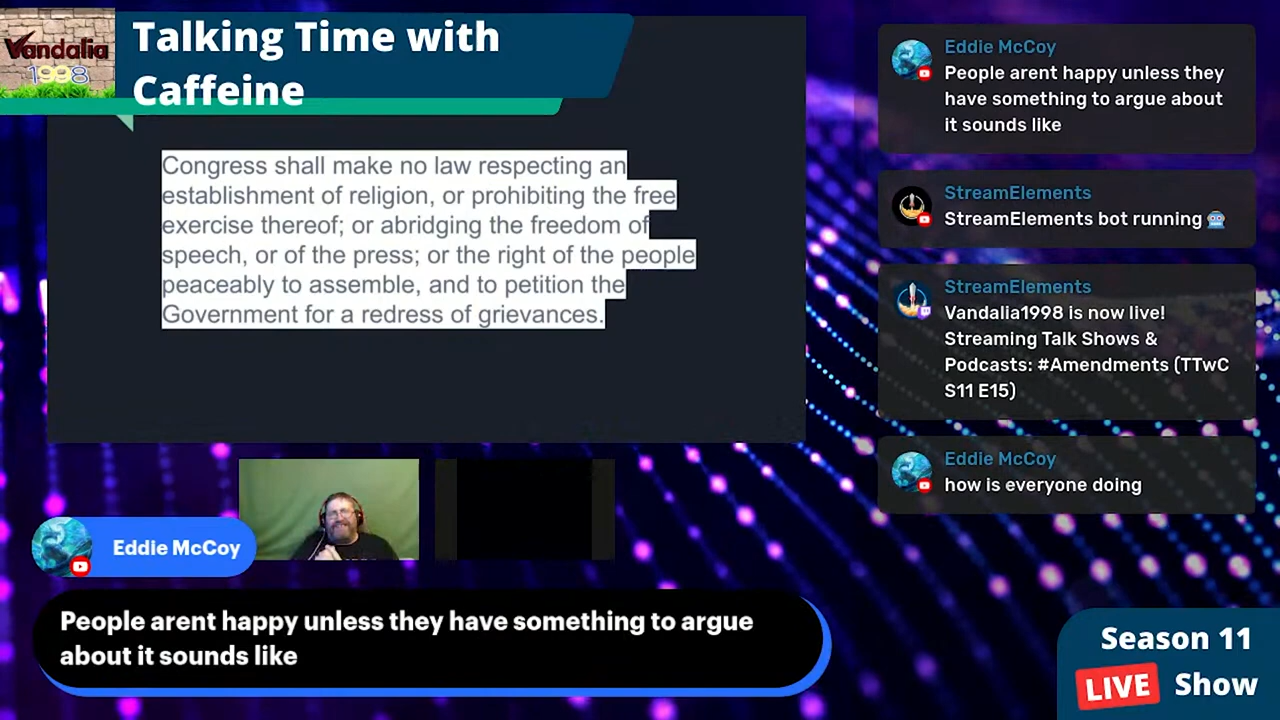 Vandalia
1998
Talking Time with
Caffeine
Congress shall make no law respecting an
establishment of religion, or prohibiting the free
exercise thereof; or abridging the freedom of
speech, or of the press; or the right of the people
peaceably to assemble, and to petition the
Government for a redress of grievances.
Eddie McCoy
People arent happy unless they
have something to argue about
it sounds like
StreamElements
StreamElements bot running
StreamElements
Vandalia1998 is now live!
Streaming Talk Shows &
Podcasts: #Amendments (TTwC
S11 E15)
Eddie McCoy
how is everyone doing
Eddie McCoy
People arent happy unless they have something to argue
about it sounds like
Season 11
LIVE Show